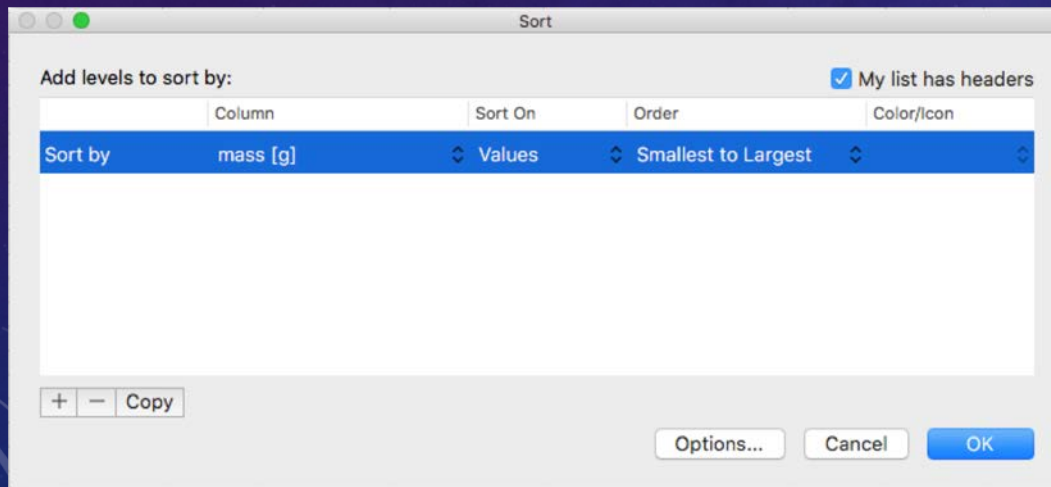 Sort
Add levels to sort by:
My list has headers
Column Sort On Order Color/Icon
Sort by mass [g] Values Smallest to Largest
+ − Copy
Options... Cancel OK